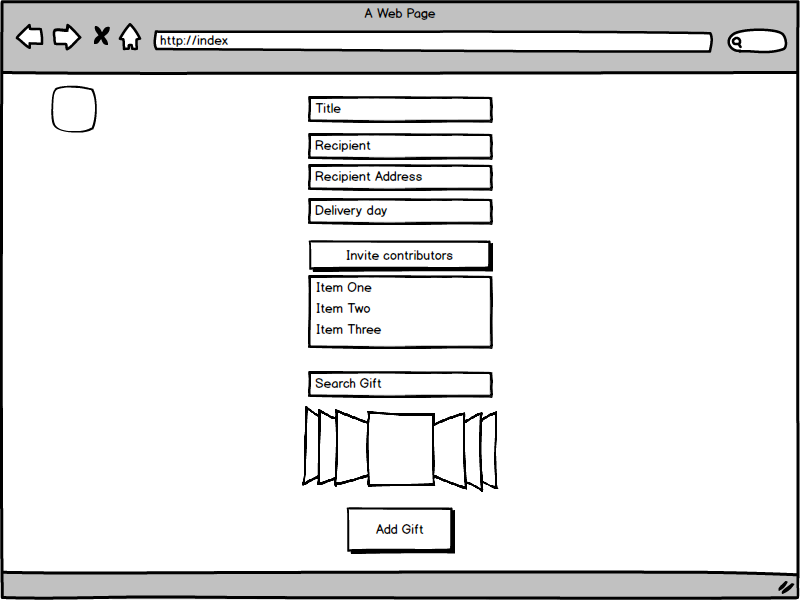 A Web Page
http://index
Title
Recipient
Recipient Address
Delivery day
Invite contributors
Item One
Item Two
Item Three
Search Gift
Add Gift